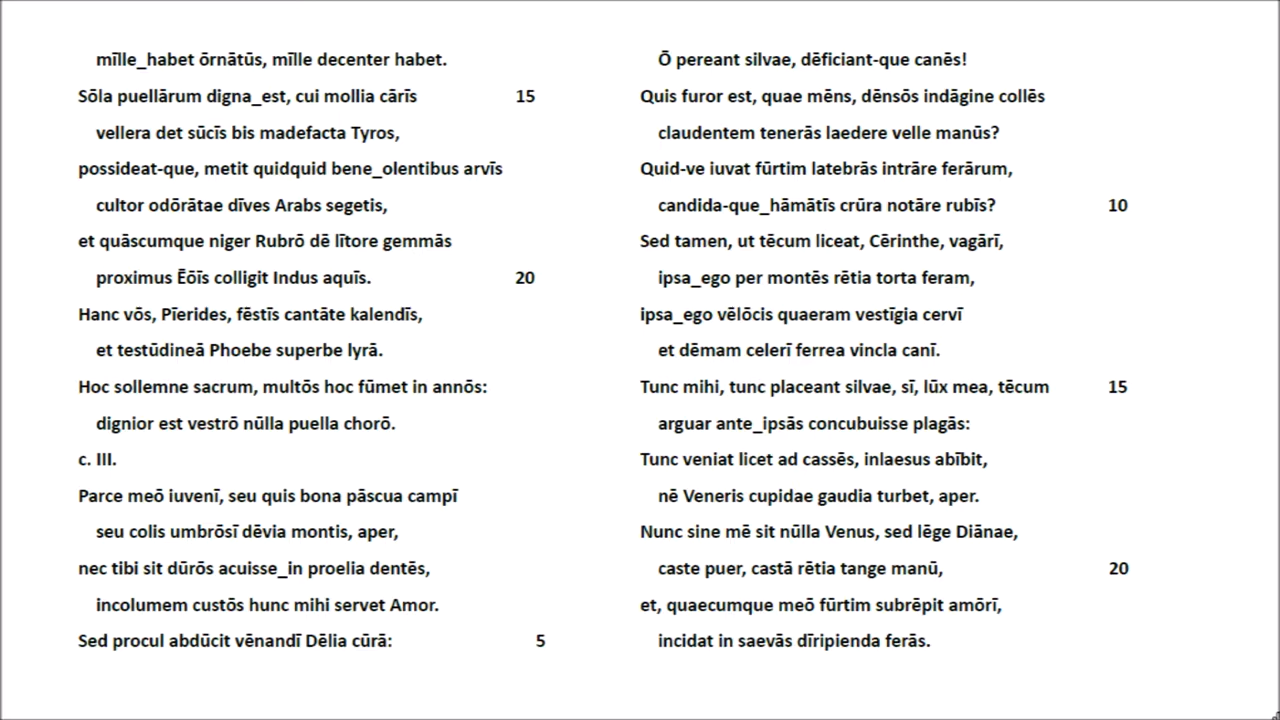 mīlle_habet ōrnātūs, mīlle decenter habet.
Sōla puellārum digna_est, cui mollia cārīs 15
vellera det sūcīs bis madefacta Tyros,
possideat-que, metit quidquid bene_olentibus arvīs
cultor odōrātae dīves Arabs segetis,
et quāscumque niger Rubrō dē lītore gemmās
proximus Ēōīs colligit Indus aquīs. 20
Hanc vōs, Pīerides, fēstīs cantāte kalendīs,
et testūdineā Phoebe superbe lyrā.
Hoc sollemne sacrum, multōs hoc fūmet in annōs:
dignior est vestrō nūlla puella chorō.
c. III.
Parce meō iuvenī, seu quis bona pāscua campī
seu colis umbrōsī dēvia montis, aper,
nec tibi sit dūrōs acuisse_in proelia dentēs,
incolumem custōs hunc mihi servet Amor.
Sed procul abdūcit vēnandī Dēlia cūrā: 5
Ō pereant silvae, dēficiant-que canēs!
Quis furor est, quae mēns, dēnsōs indāgine collēs
claudentem tenerās laedere velle manūs?
Quid-ve iuvat fūrtim latebrās intrāre ferārum,
candida-que_hāmātīs crūra notāre rubīs? 10
Sed tamen, ut tēcum liceat, Cērinthe, vagārī,
ipsa_ego per montēs rētia torta feram,
ipsa_ego vēlōcis quaeram vestīgia cervī
et dēmam celerī ferrea vincla canī.
Tunc mihi, tunc placeant silvae, sī, lūx mea, tēcum 15
arguar ante_ipsās concubuisse plagās:
Tunc veniat licet ad cassēs, inlaesus abībit,
nē Veneris cupidae gaudia turbet, aper.
Nunc sine mē sit nūlla Venus, sed lēge Diānae,
caste puer, castā rētia tange manū, 20
et, quaecumque meō fūrtim subrēpit amōrī,
incidat in saevās dīripienda ferās.